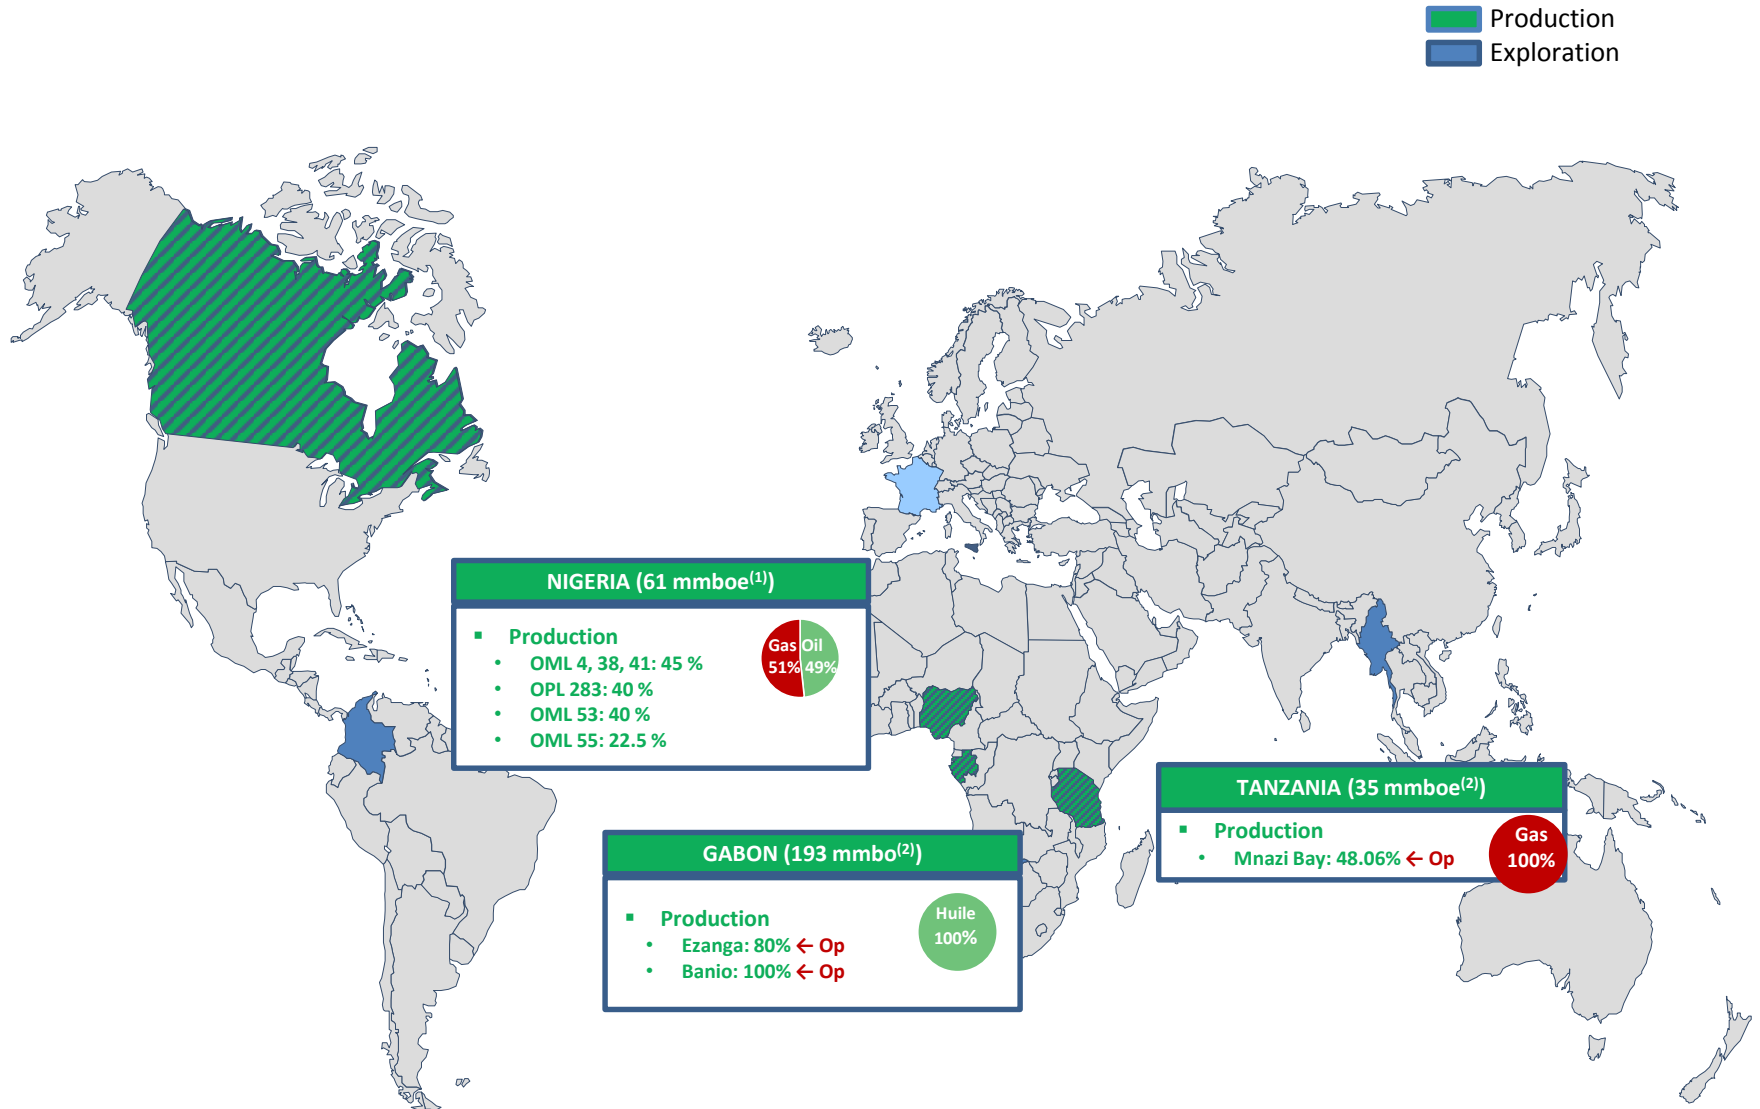 Production
Exploration
NIGERIA (61 mmboe(1))
▪ Production
• OML 4, 38, 41: 45 %
• OPL 283: 40 %
• OML 53: 40 %
• OML 55: 22.5 %
Gas Oil
51% 49%
TANZANIA (35 mmboe(2))
▪ Production
• Mnazi Bay: 48.06% ← Op
Gas
100%
GABON (193 mmbo(2))
▪ Production
• Ezanga: 80% ← Op
• Banio: 100% ← Op
Huile
100%